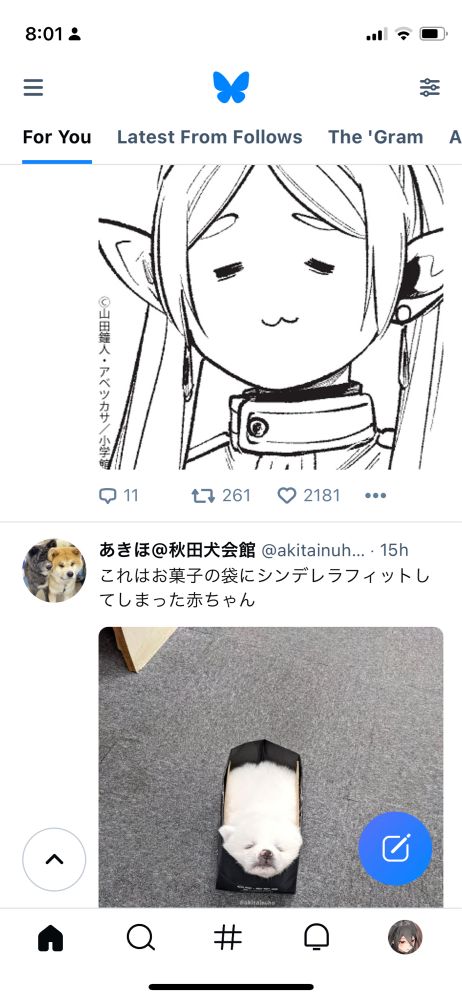 8:01
For You Latest From Follows The 'Gram A
©山田鐘人・アベツカサ／小学館
11 261 2181
あきほ@秋田犬会館 @akitainuh... · 15h
これはお菓子の袋にシンデレラフィットし
てしまった赤ちゃん
@akitainuho